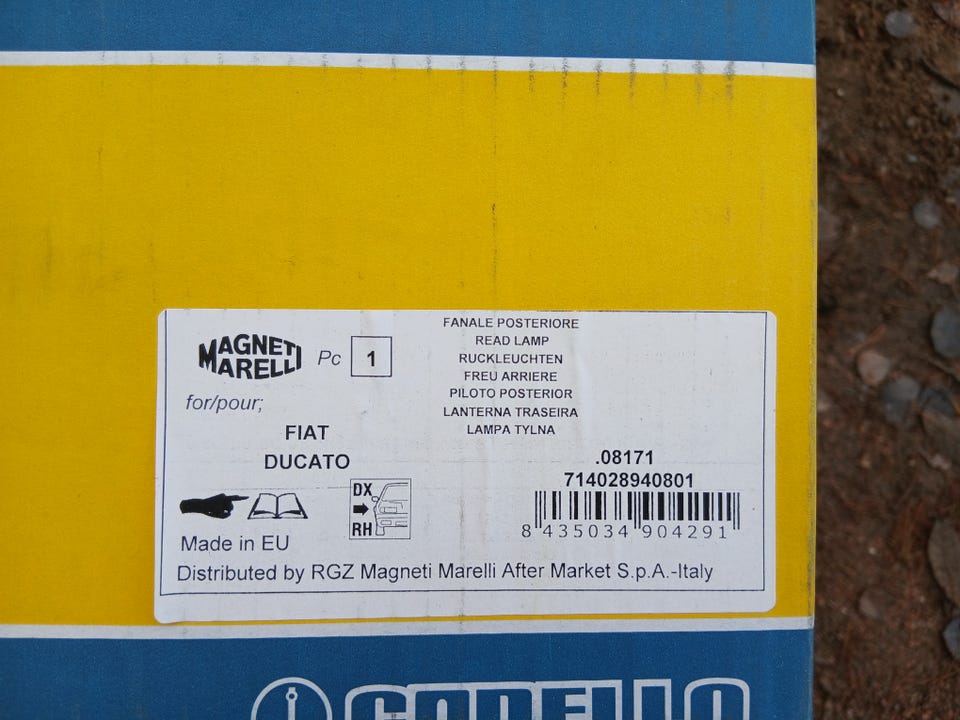 MAGNETI
MARELLI
Pc 1
for/pour;
FIAT
DUCATO
FANALE POSTERIORE
READ LAMP
RUCKLEUCHTEN
FREU ARRIERE
PILOTO POSTERIOR
LANTERNA TRASEIRA
LAMPA TYLNA
.08171
714028940801
8 435034 904291
DX
RH
Made in EU
Distributed by RGZ Magneti Marelli After Market S.p.A.-Italy
CARELLO